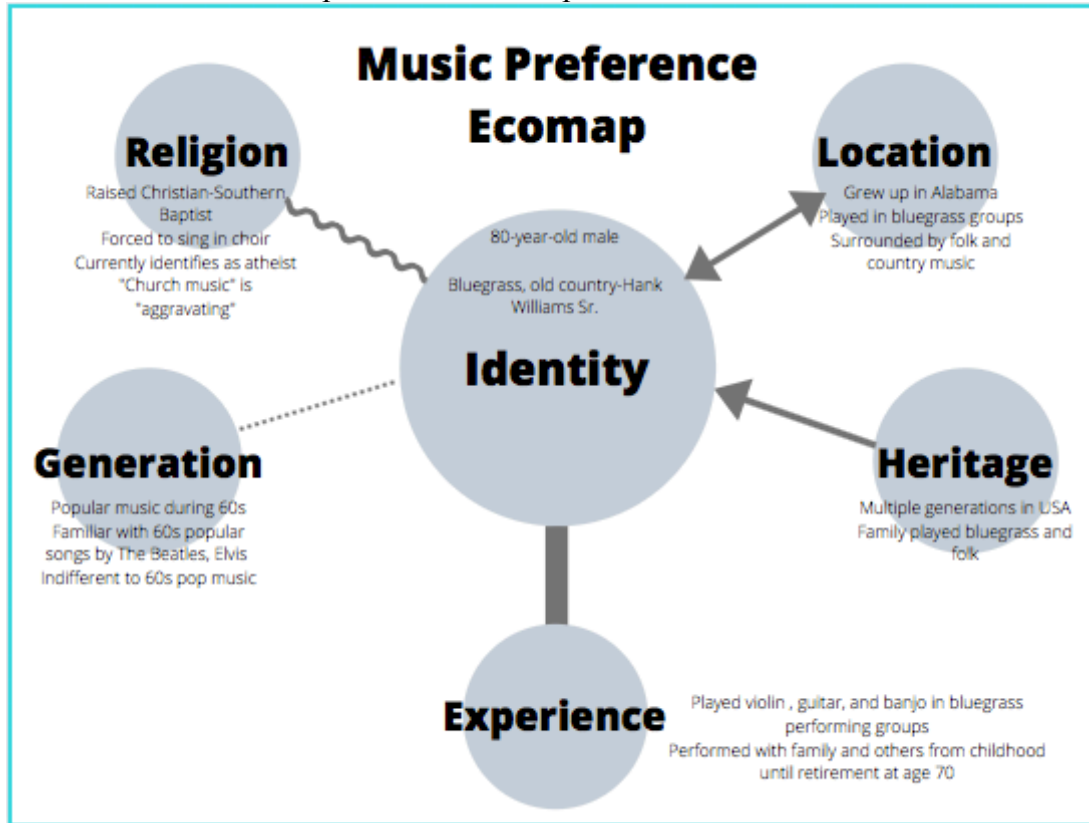 Music Preference
Ecomap
Religion
Raised Christian-Southern
Baptist
Forced to sing in choir
Currently identifies as atheist
"Church music" is
"aggravating"
Location
Grew up in Alabama
Played in bluegrass groups
Surrounded by folk and
country music
80-year-old male
Bluegrass, old country-Hank
Williams Sr.
Identity
Generation
Popular music during 60s
Familiar with 60s popular
songs by The Beatles, Elvis
Indifferent to 60s pop music
Heritage
Multiple generations in USA
Family played bluegrass and
folk
Experience
Played violin , guitar, and banjo in bluegrass
performing groups
Performed with family and others from childhood
until retirement at age 70